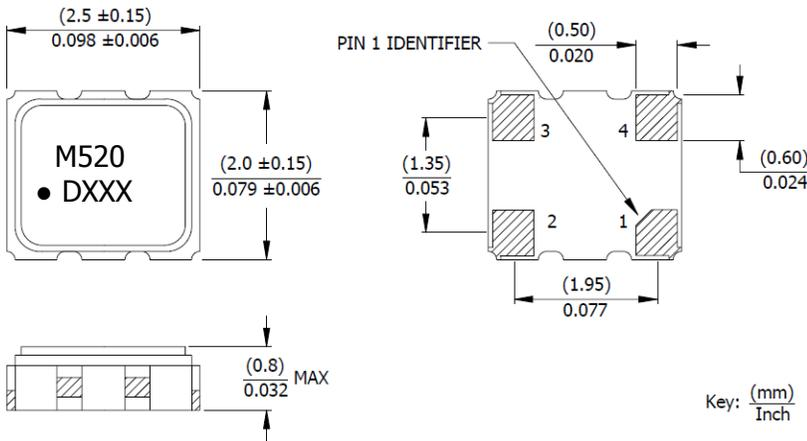 (2.5 ±0.15)
0.098 ±0.006
M520
DXXX
(2.0 ±0.15)
0.079 ±0.006
PIN 1 IDENTIFIER
(0.50)
0.020
3
4
(1.35)
0.053
2
1
(0.60)
0.024
(1.95)
0.077
(0.8)
0.032 MAX
Key: (mm)
Inch